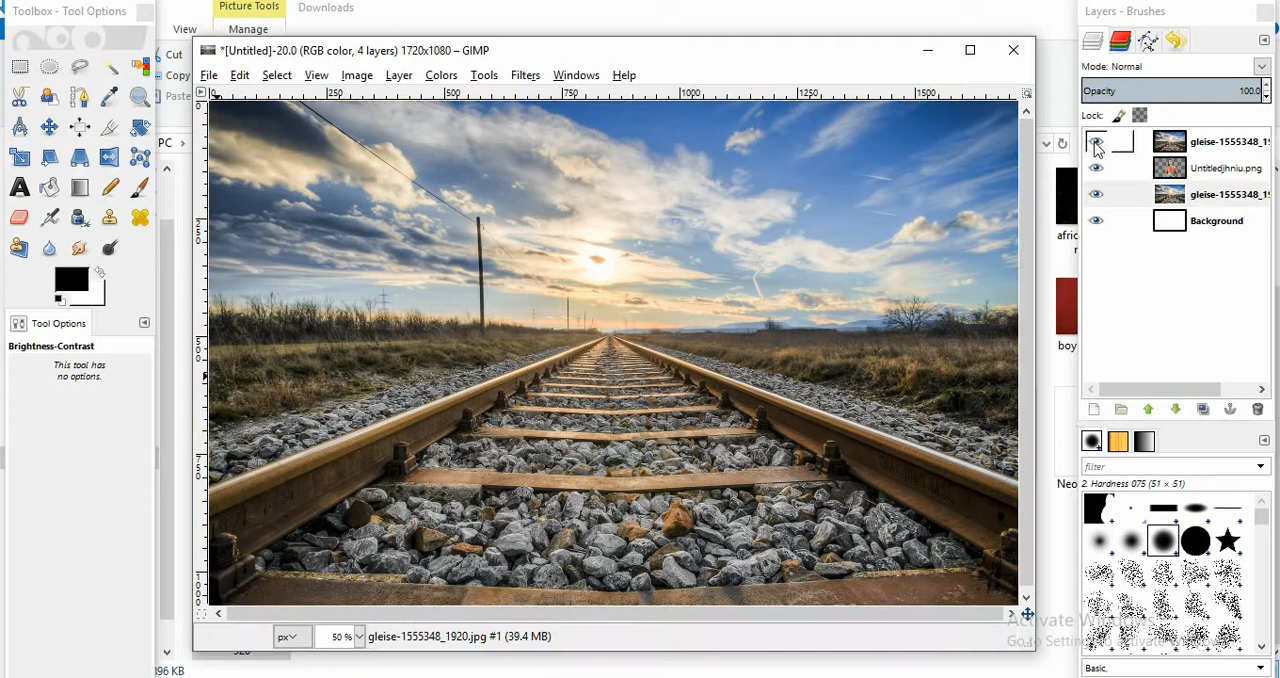 Toolbox - Tool Options
Picture Tools
Downloads
View
Manage
Cut
Copy
Paste
PC
*[Untitled]-20.0 (RGB color, 4 layers) 1720x1080 – GIMP
File Edit Select View Image Layer Colors Tools Filters Windows Help
0 250 500 750 1000 1250 1500
Tool Options
Brightness-Contrast
This tool has
no options.
px
50 %
gleise-1555348_1920.jpg #1 (39.4 MB)
Layers - Brushes
Mode: Normal
Opacity 100.0
Lock:
gleise-1555348_1
Untitledjhniu.png
gleise-1555348_1
Background
afric
boy
Neo
filter
2. Hardness 075 (51 × 51)
Basic,
Activate Windows
Go to Settings to activate Windows.